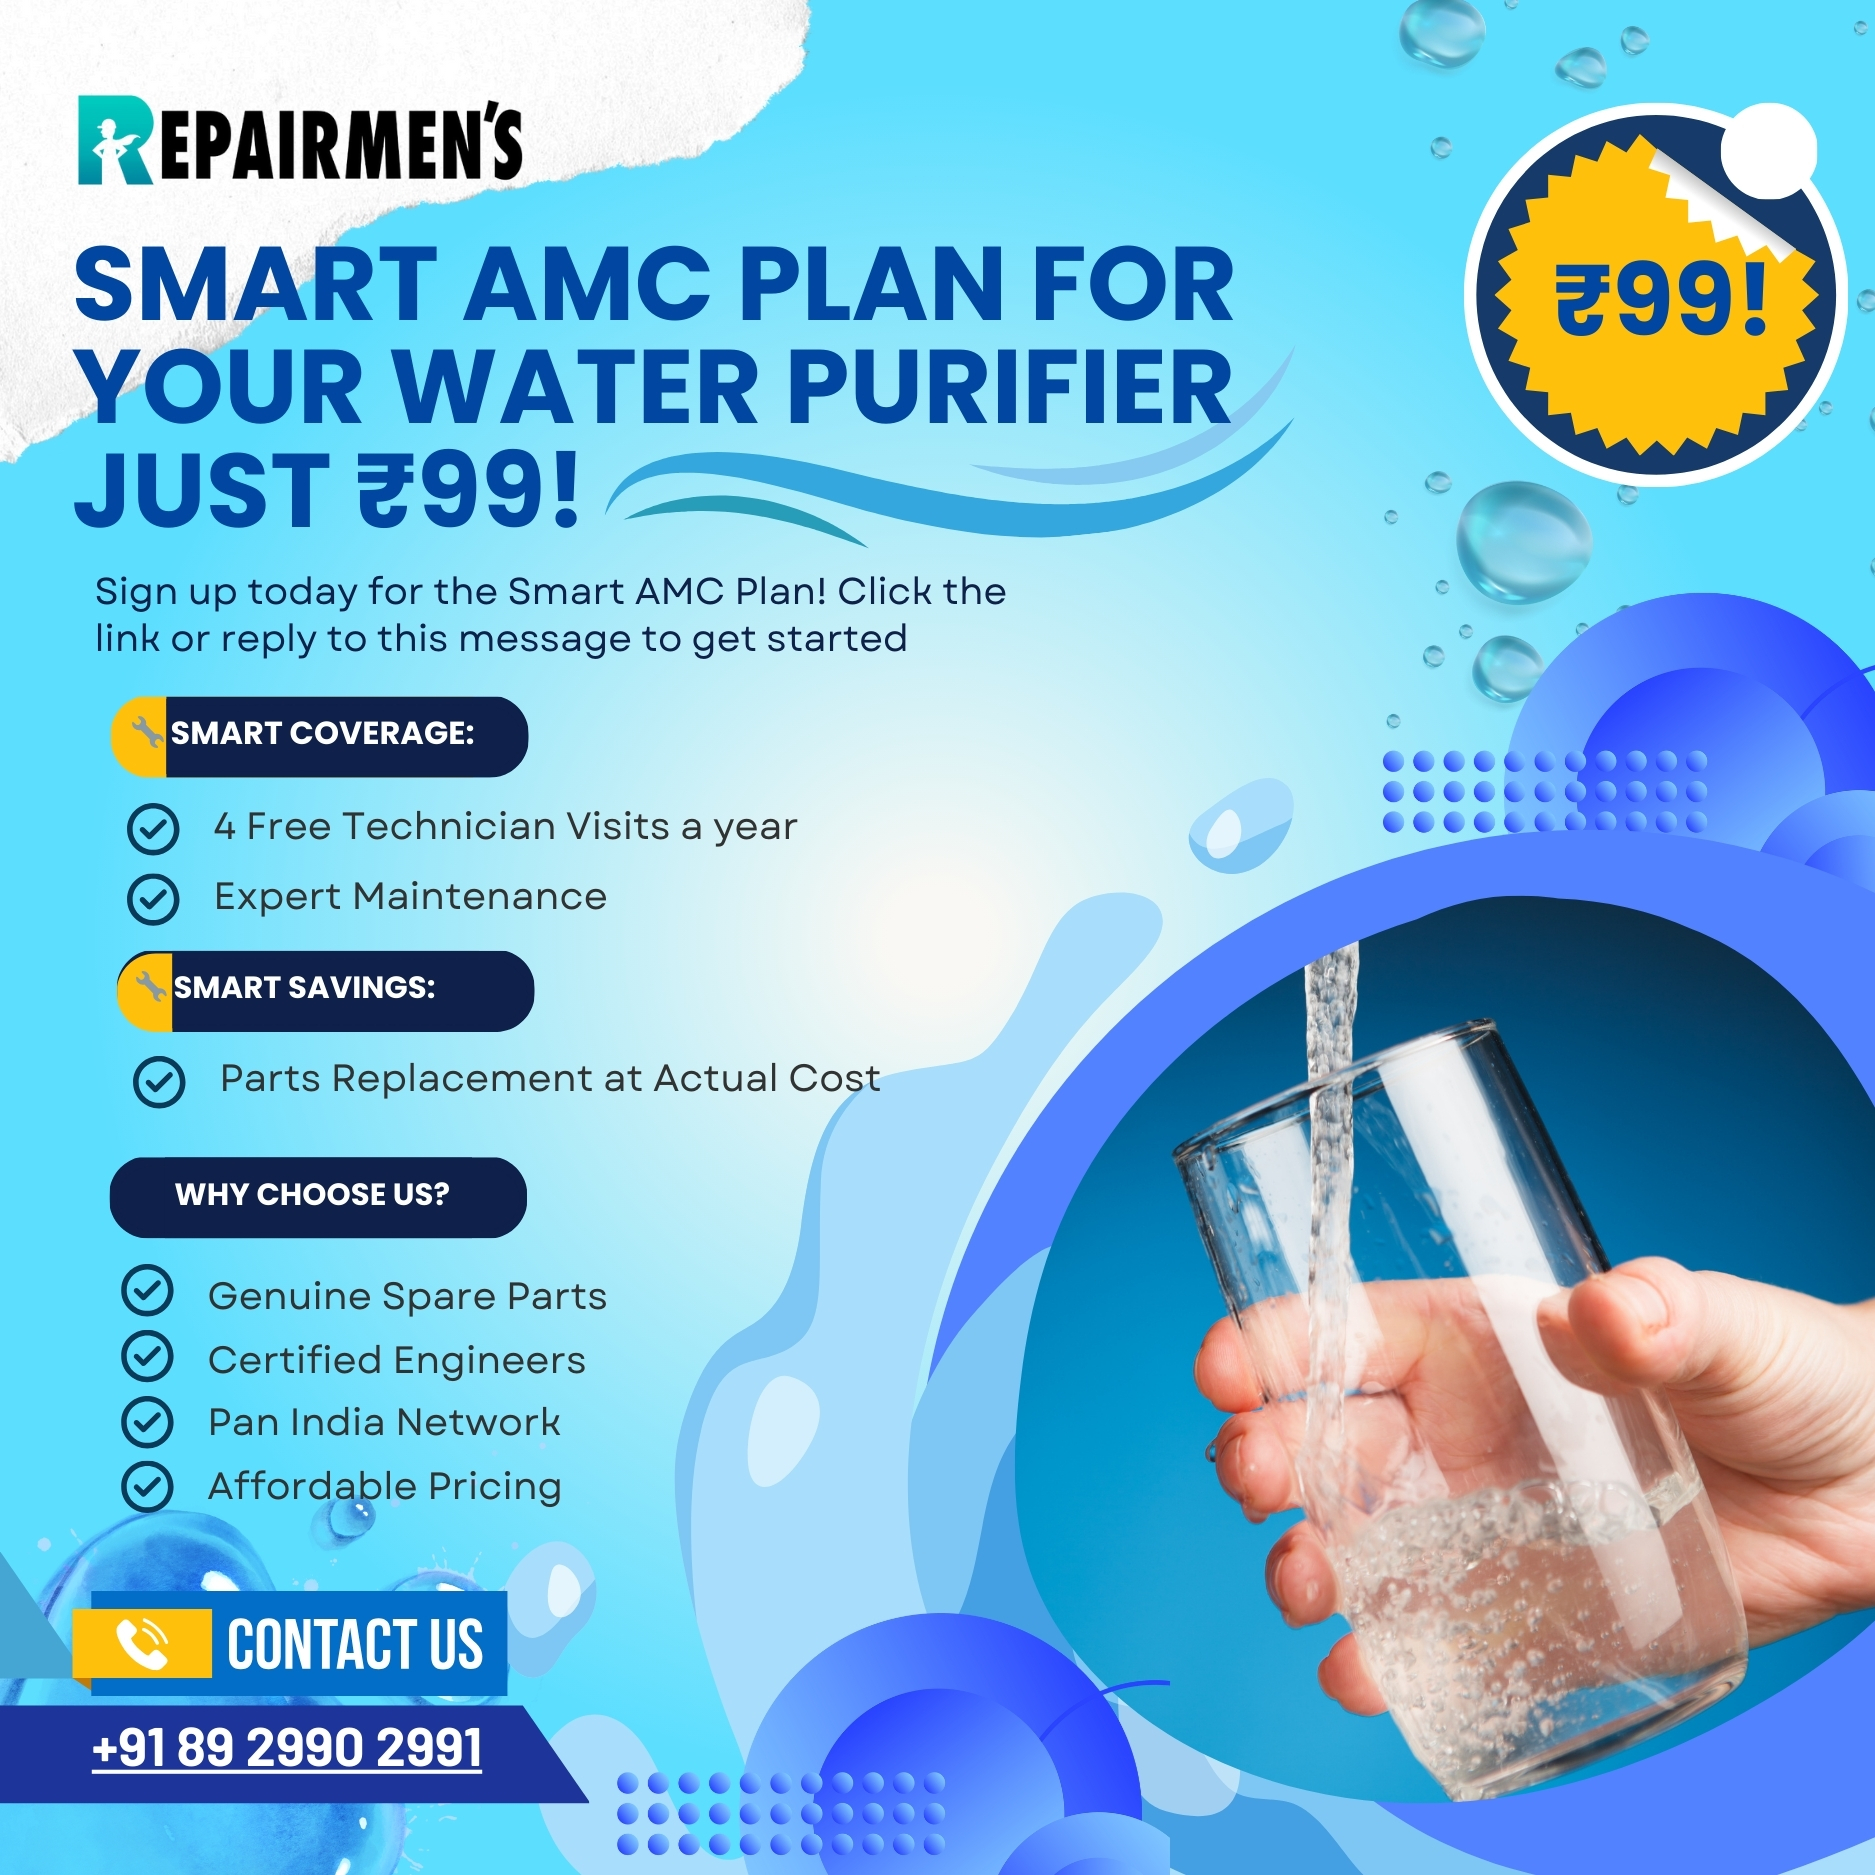 REPAIRMEN'S
SMART AMC PLAN FOR
YOUR WATER PURIFIER
JUST ₹99!
₹99!
Sign up today for the Smart AMC Plan! Click the
link or reply to this message to get started
SMART COVERAGE:
4 Free Technician Visits a year
Expert Maintenance
SMART SAVINGS:
Parts Replacement at Actual Cost
WHY CHOOSE US?
Genuine Spare Parts
Certified Engineers
Pan India Network
Affordable Pricing
CONTACT US
+91 89 2990 2991